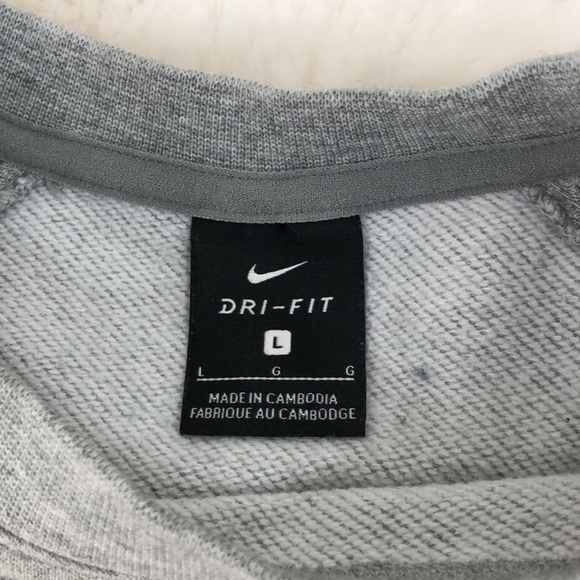 DRI-FIT
L
L G G
MADE IN CAMBODIA
FABRIQUE AU CAMBODGE